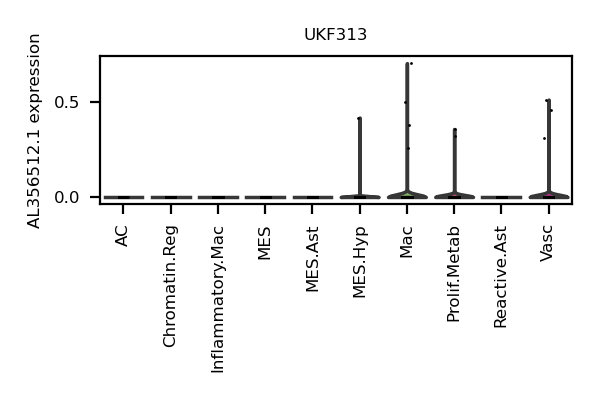 UKF313
AL356512.1 expression
0.5
0.0
AC
Chromatin.Reg
Inflammatory.Mac
MES
MES.Ast
MES.Hyp
Mac
Prolif.Metab
Reactive.Ast
Vasc